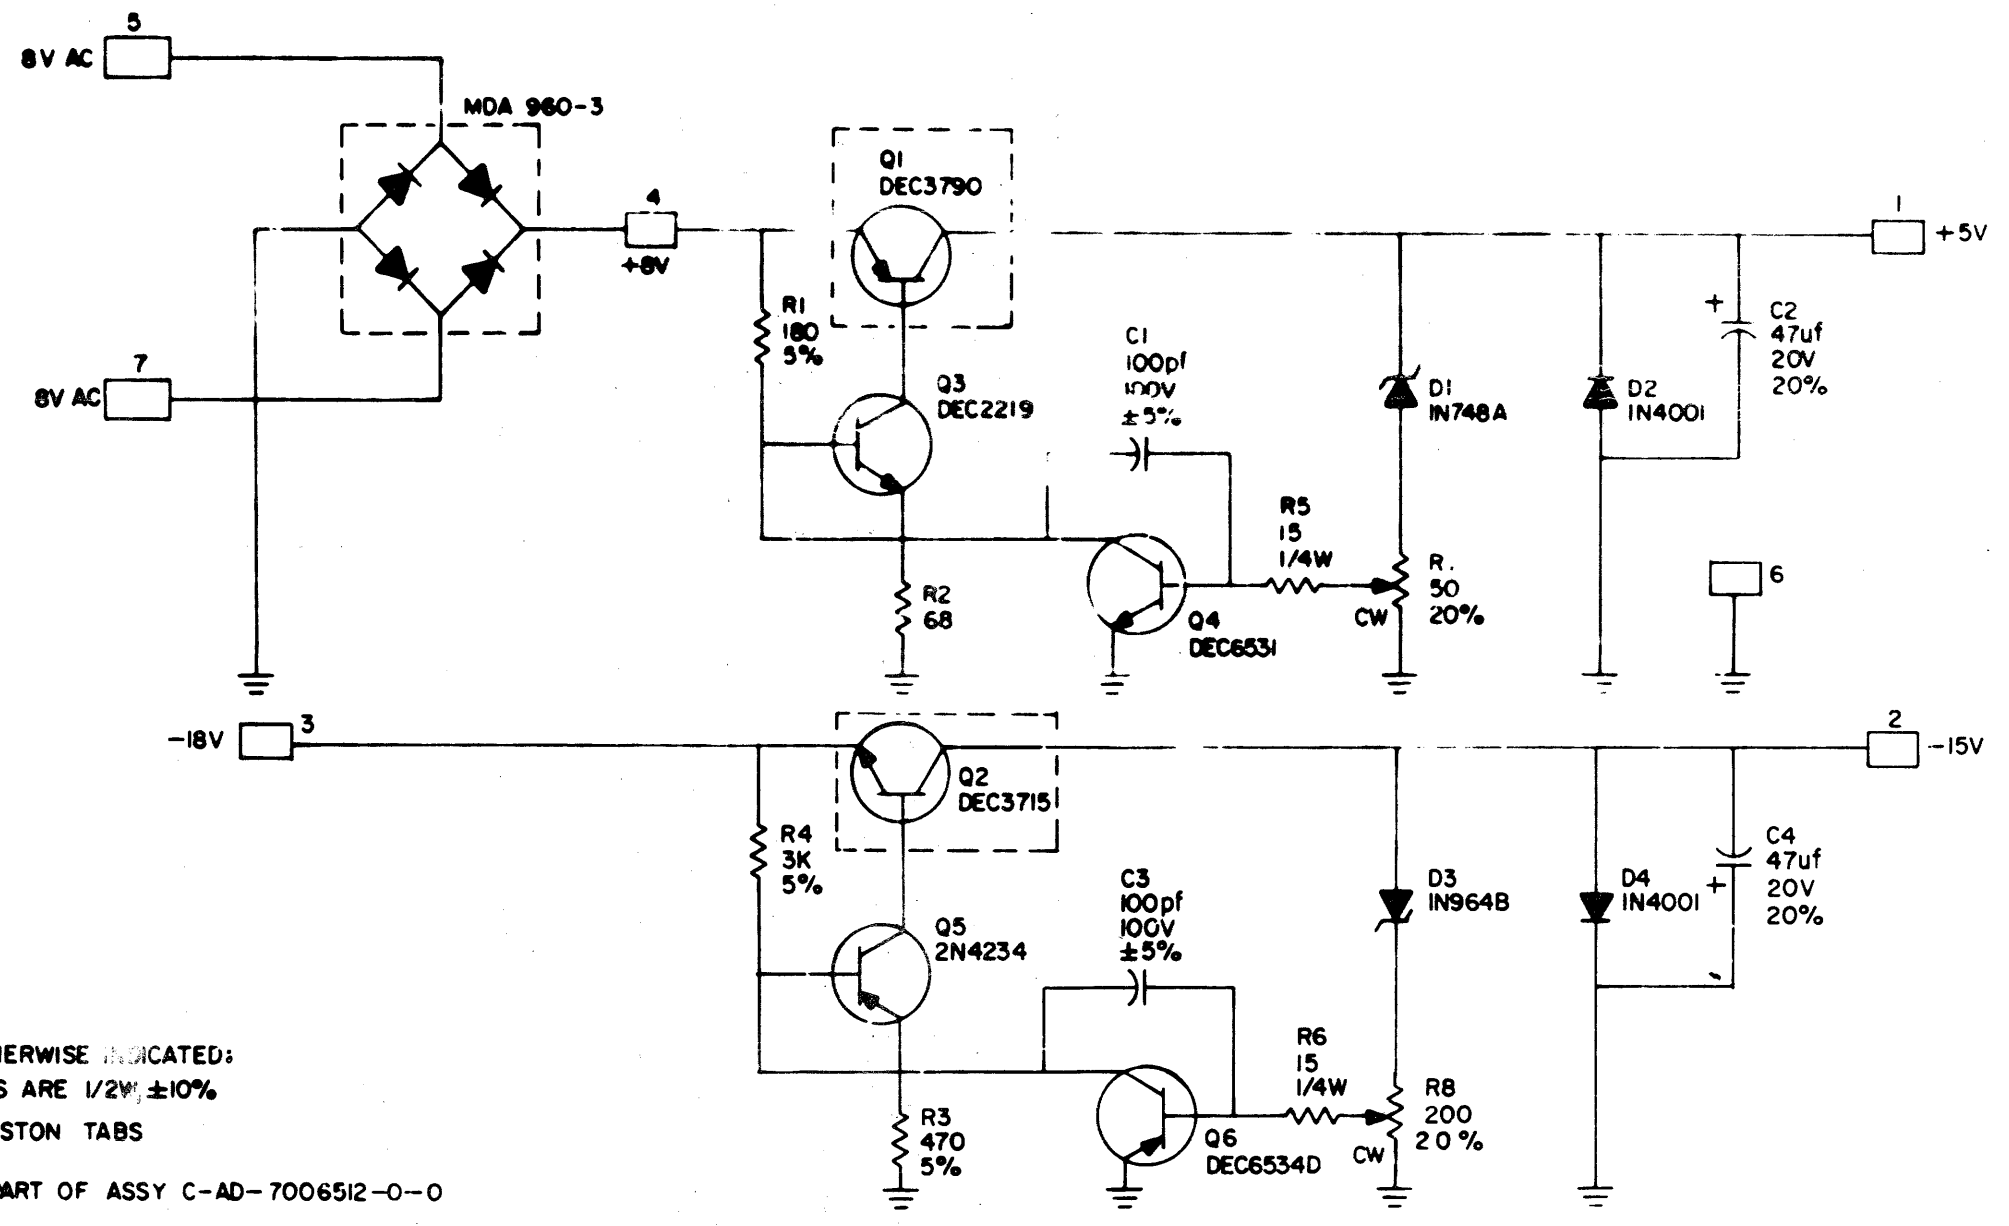 5
8V AC
MDA 960-3
7
8V AC
4
+8V
Q1
DEC3790
R1
180
5%
Q3
DEC2219
C1
100pf
100V
±5%
R2
68
Q4
DEC6531
R5
15
1/4W
CW
R.
50
20%
D1
IN748A
D2
IN4001
C2
+
47uf
20V
20%
1
+5V
6
-18V
3
Q2
DEC3715
R4
3K
5%
Q5
2N4234
C3
100pf
100V
±5%
R3
470
5%
Q6
DEC6534D
R6
15
1/4W
CW
R8
200
20%
D3
IN964B
D4
IN4001
C4
47uf
+
20V
20%
2
-15V
ERWISE INDICATED:
S ARE 1/2W, ±10%
STON TABS
ART OF ASSY C-AD-7006512-0-0